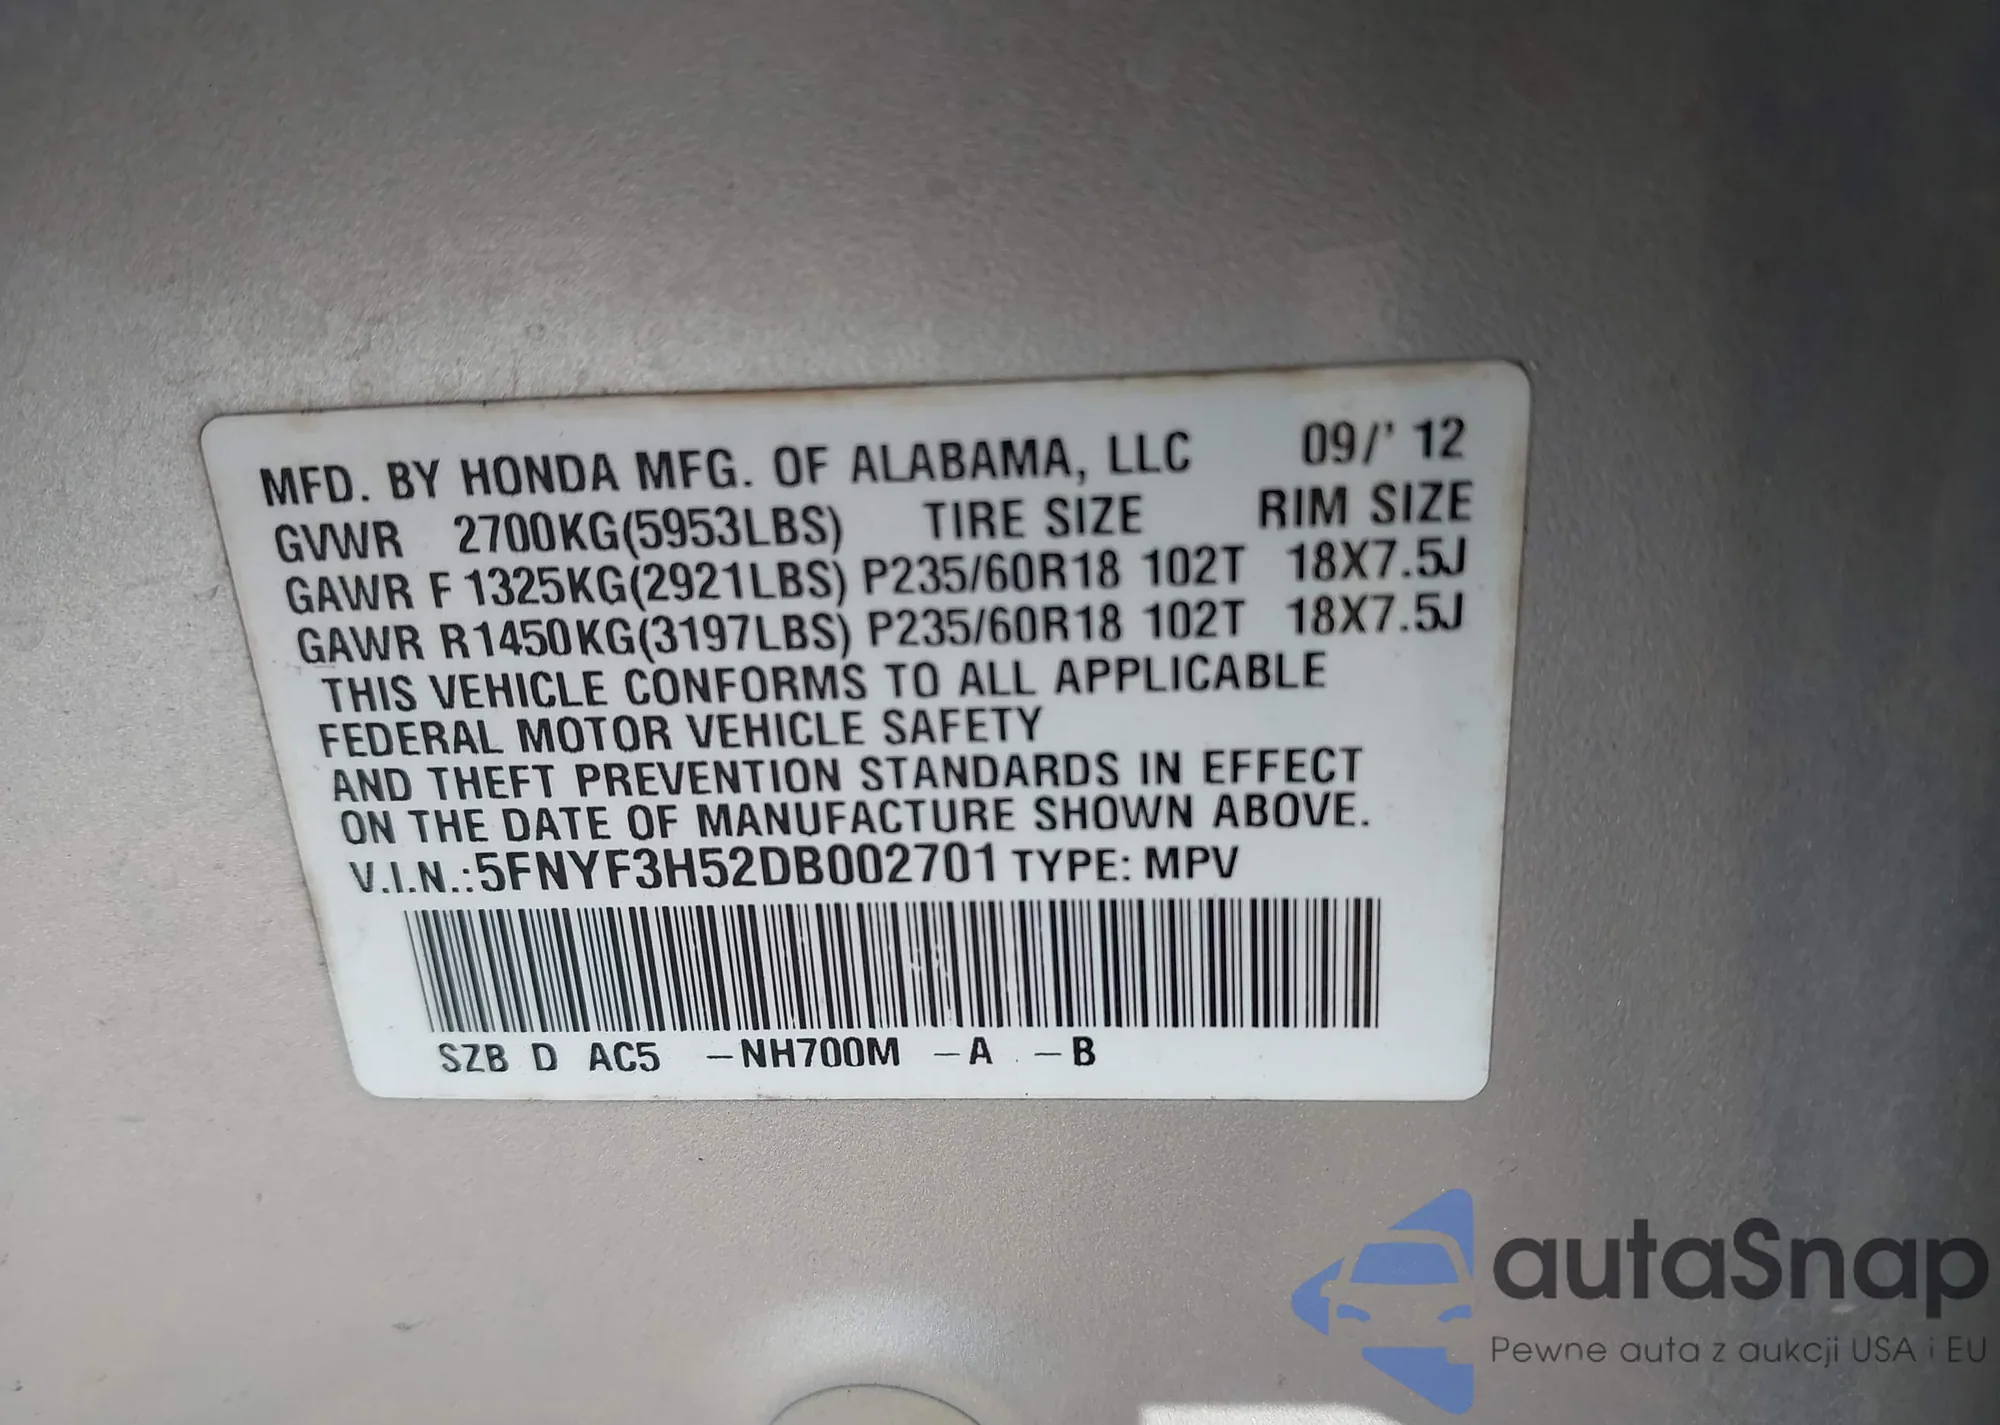 MFD. BY HONDA MFG. OF ALABAMA, LLC 09/' 12
GVWR 2700KG(5953LBS) TIRE SIZE RIM SIZE
GAWR F 1325KG(2921LBS) P235/60R18 102T 18X7.5J
GAWR R1450KG(3197LBS) P235/60R18 102T 18X7.5J
THIS VEHICLE CONFORMS TO ALL APPLICABLE
FEDERAL MOTOR VEHICLE SAFETY
AND THEFT PREVENTION STANDARDS IN EFFECT
ON THE DATE OF MANUFACTURE SHOWN ABOVE.
V.I.N.:5FNYF3H52DB002701 TYPE: MPV
SZB D AC5 –NH700M –A –B
autaSnap
Pewne auta z aukcji USA i EU